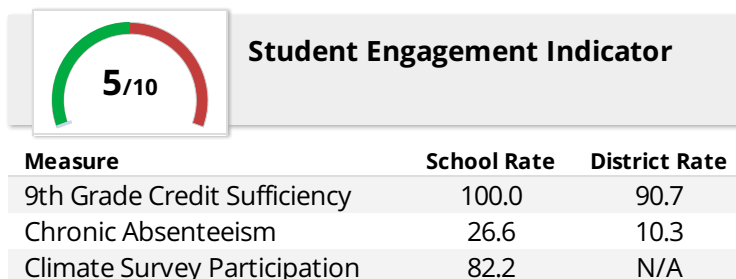 5/10
Student Engagement Indicator
Measure School Rate District Rate
9th Grade Credit Sufficiency 100.0 90.7
Chronic Absenteeism 26.6 10.3
Climate Survey Participation 82.2 N/A